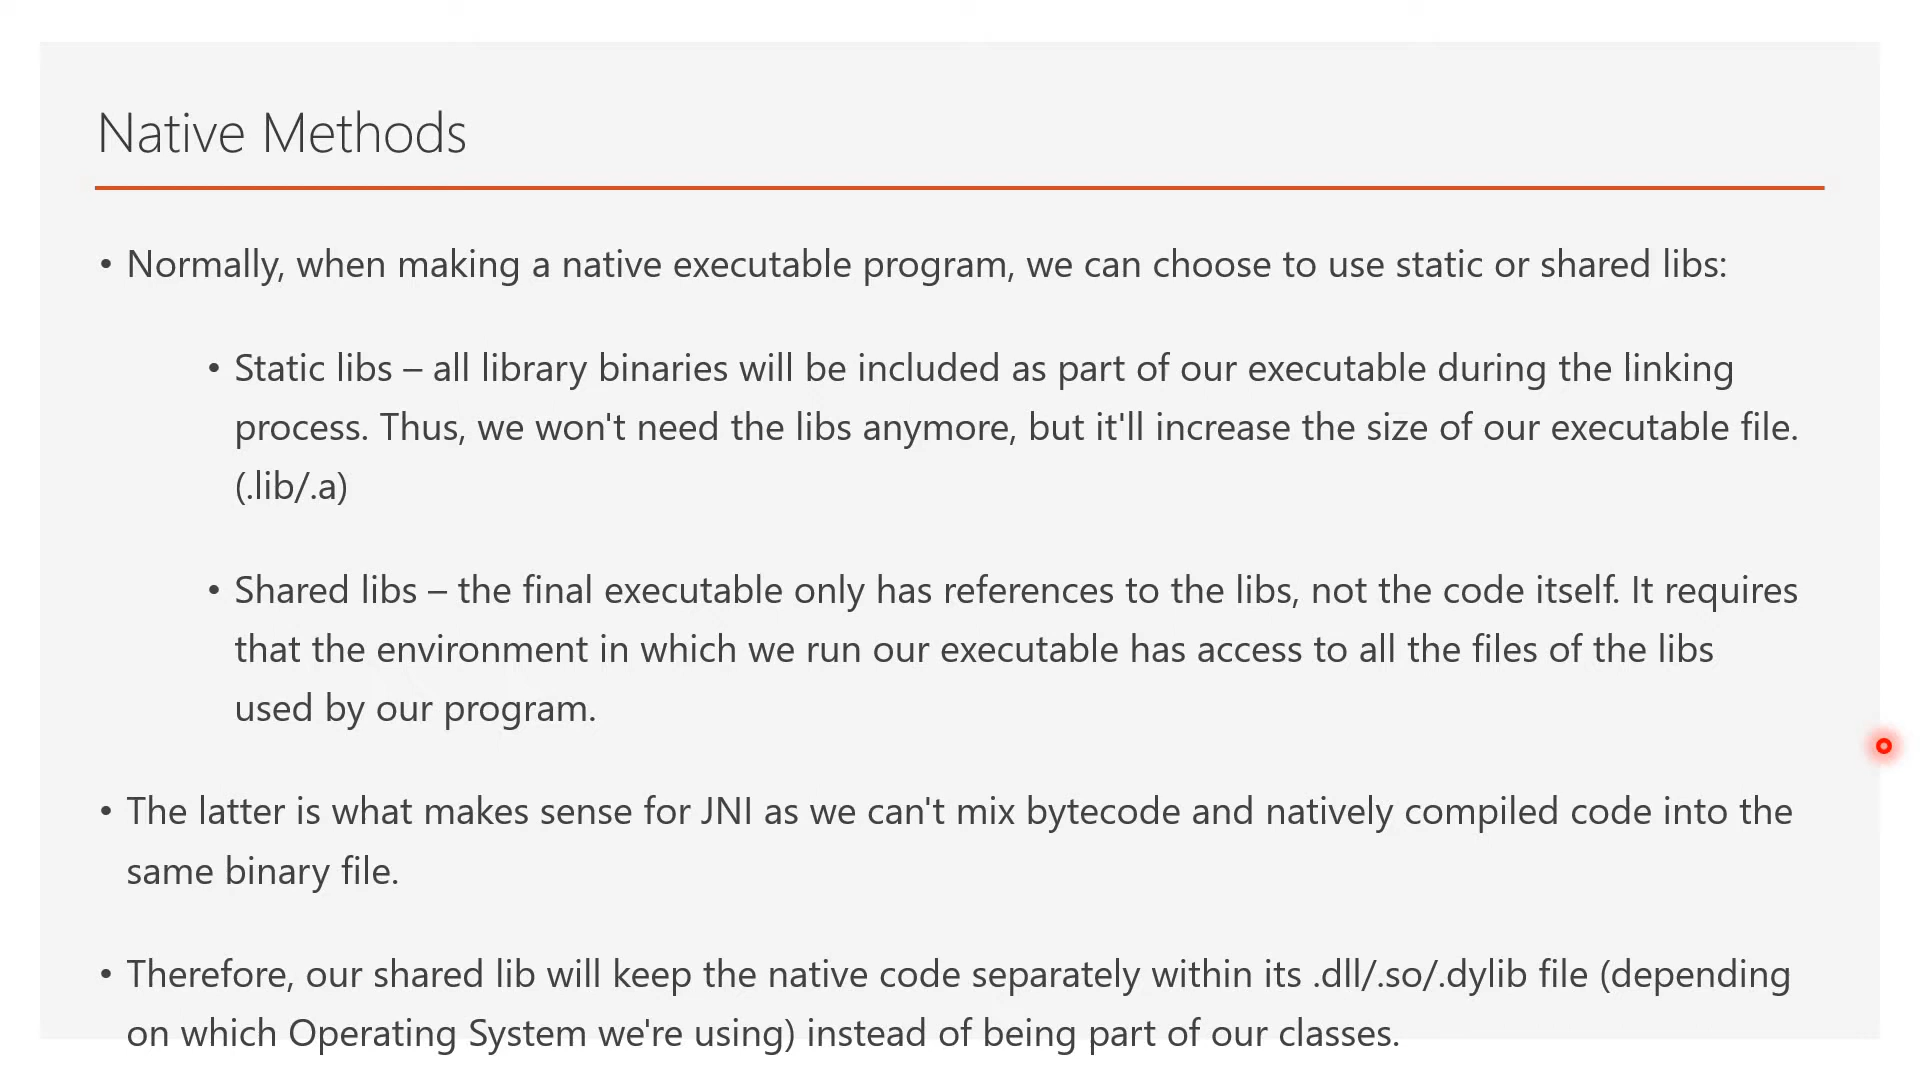 Native Methods
• Normally, when making a native executable program, we can choose to use static or shared libs:
• Static libs – all library binaries will be included as part of our executable during the linking
process. Thus, we won't need the libs anymore, but it'll increase the size of our executable file.
(.lib/.a)
• Shared libs – the final executable only has references to the libs, not the code itself. It requires
that the environment in which we run our executable has access to all the files of the libs
used by our program.
• The latter is what makes sense for JNI as we can't mix bytecode and natively compiled code into the
same binary file.
• Therefore, our shared lib will keep the native code separately within its .dll/.so/.dylib file (depending
on which Operating System we're using) instead of being part of our classes.